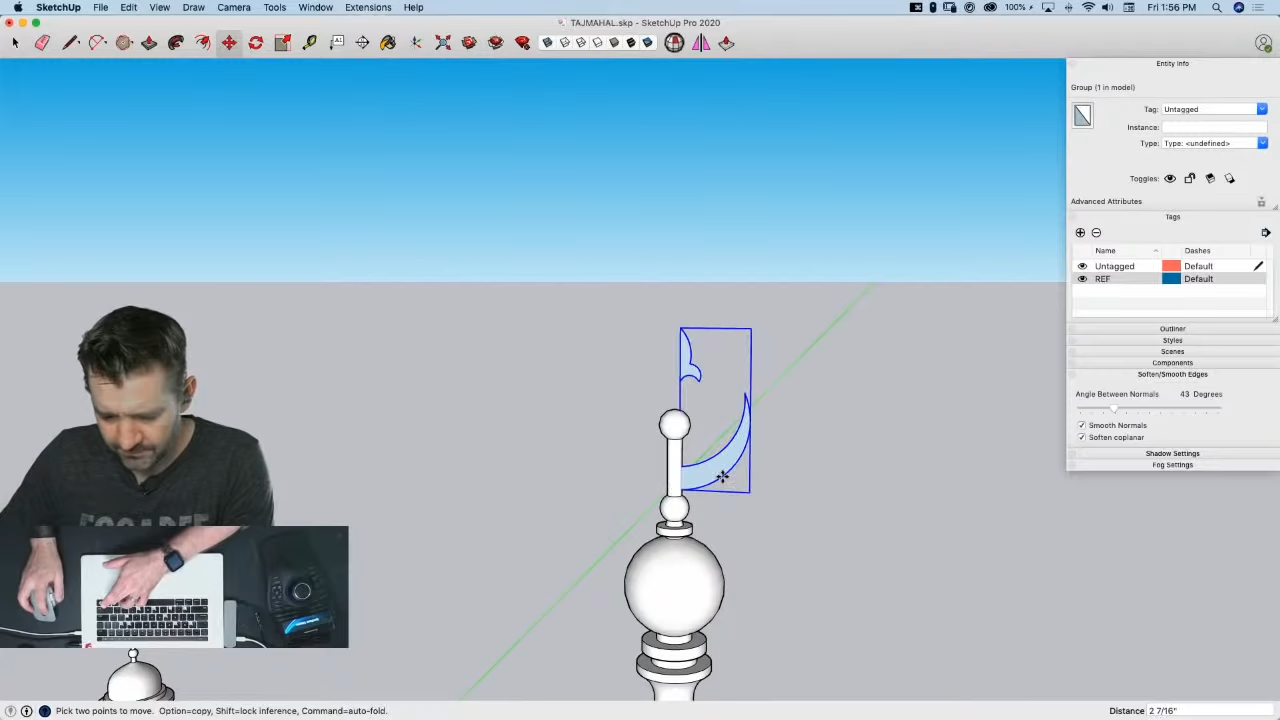 SketchUp File Edit View Draw Camera Tools Window Extensions Help
100% Fri 1:56 PM
TAJMAHAL.skp - SketchUp Pro 2020
Entity Info
Group (1 in model)
Tag: Untagged
Instance:
Type: Type: <undefined>
Toggles:
Advanced Attributes
Tags
Name Dashes
Untagged Default
REF Default
Outliner
Styles
Scenes
Components
Soften/Smooth Edges
Angle Between Normals 43 Degrees
Smooth Normals
Soften coplanar
Shadow Settings
Fog Settings
Pick two points to move. Option=copy, Shift=lock inference, Command=auto-fold.
Distance 2 7/16"